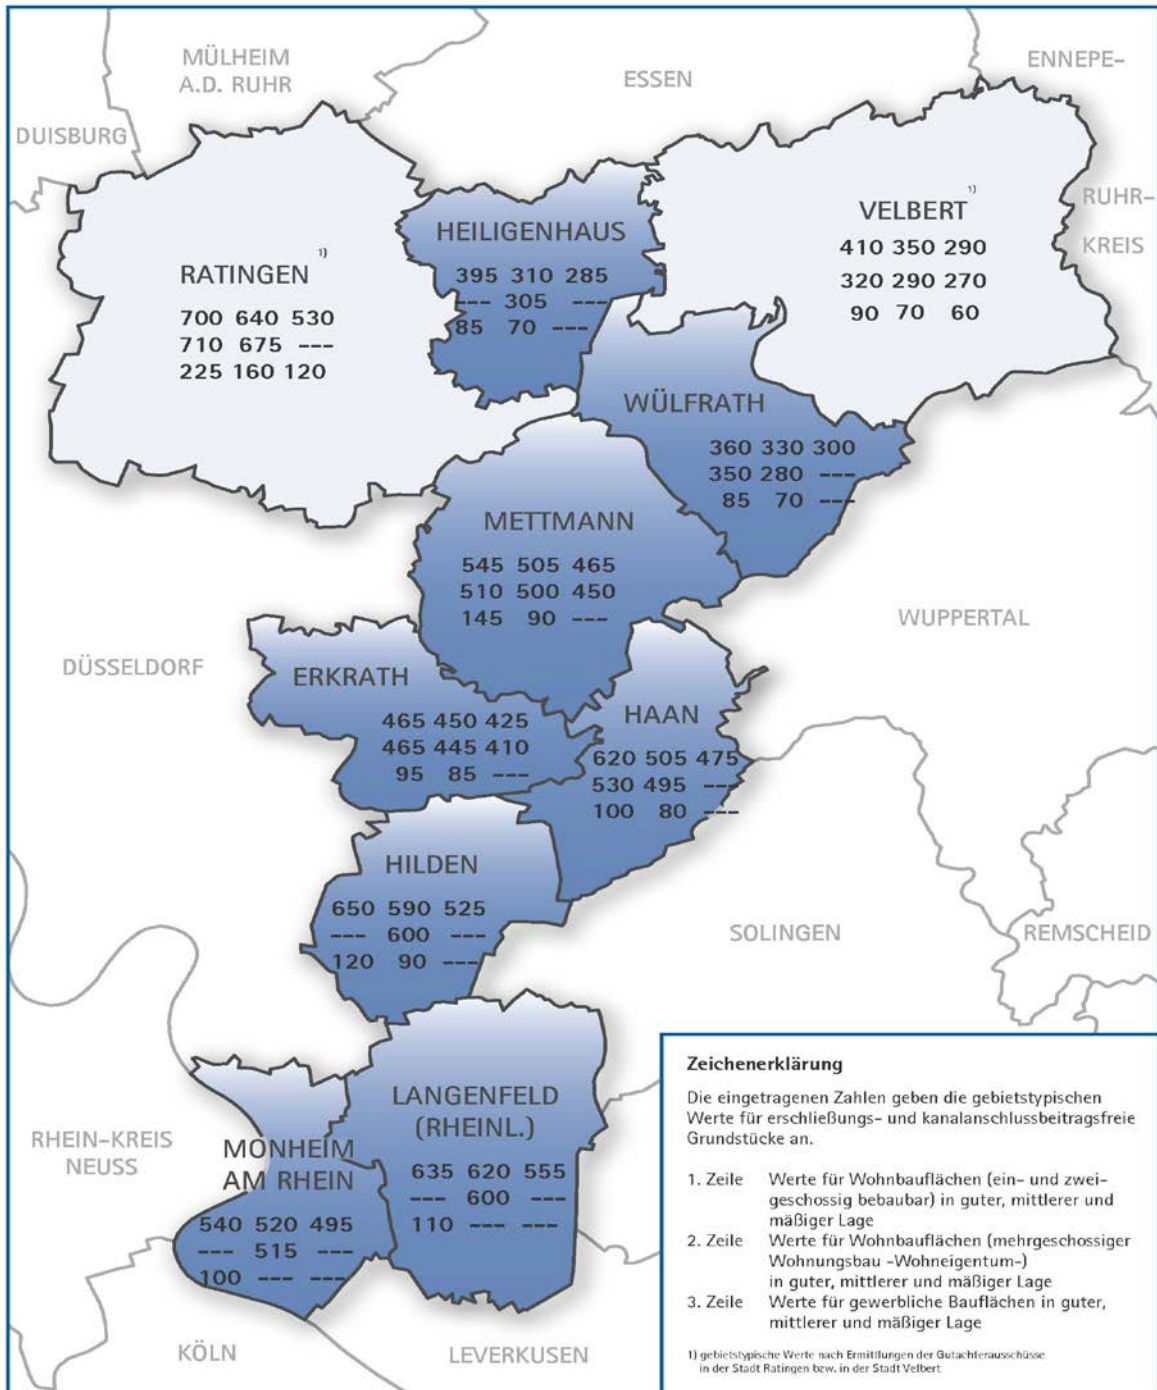 MÜLHEIM
A.D. RUHR
ESSEN
ENNEPE-
DUISBURG
RUHR-
KREIS
VELBERT 1)
410 350 290
320 290 270
90 70 60
HEILIGENHAUS
395 310 285
--- 305 ---
85 70 ---
RATINGEN 1)
700 640 530
710 675 ---
225 160 120
WÜLFRATH
360 330 300
350 280 ---
85 70 ---
METTMANN
545 505 465
510 500 450
145 90 ---
WUPPERTAL
DÜSSELDORF
ERKRATH
465 450 425
465 445 410
95 85 ---
HAAN
620 505 475
530 495 ---
100 80 ---
HILDEN
650 590 525
--- 600 ---
120 90 ---
SOLINGEN
REMSCHEID
LANGENFELD
(RHEINL.)
635 620 555
--- 600 ---
110 --- ---
RHEIN-KREIS
NEUSS
MONHEIM
AM RHEIN
540 520 495
--- 515 ---
100 --- ---
KÖLN
LEVERKUSEN
Zeichenerklärung
Die eingetragenen Zahlen geben die gebietstypischen
Werte für erschließungs- und kanalanschlussbeitragsfreie
Grundstücke an.
1. Zeile Werte für Wohnbauflächen (ein- und zwei-
geschossig bebaubar) in guter, mittlerer und
mäßiger Lage
2. Zeile Werte für Wohnbauflächen (mehrgeschossiger
Wohnungsbau -Wohneigentum-)
in guter, mittlerer und mäßiger Lage
3. Zeile Werte für gewerbliche Bauflächen in guter,
mittlerer und mäßiger Lage
1) gebietstypische Werte nach Ermittlungen der Gutachterausschüsse
in der Stadt Ratingen bzw. in der Stadt Velbert